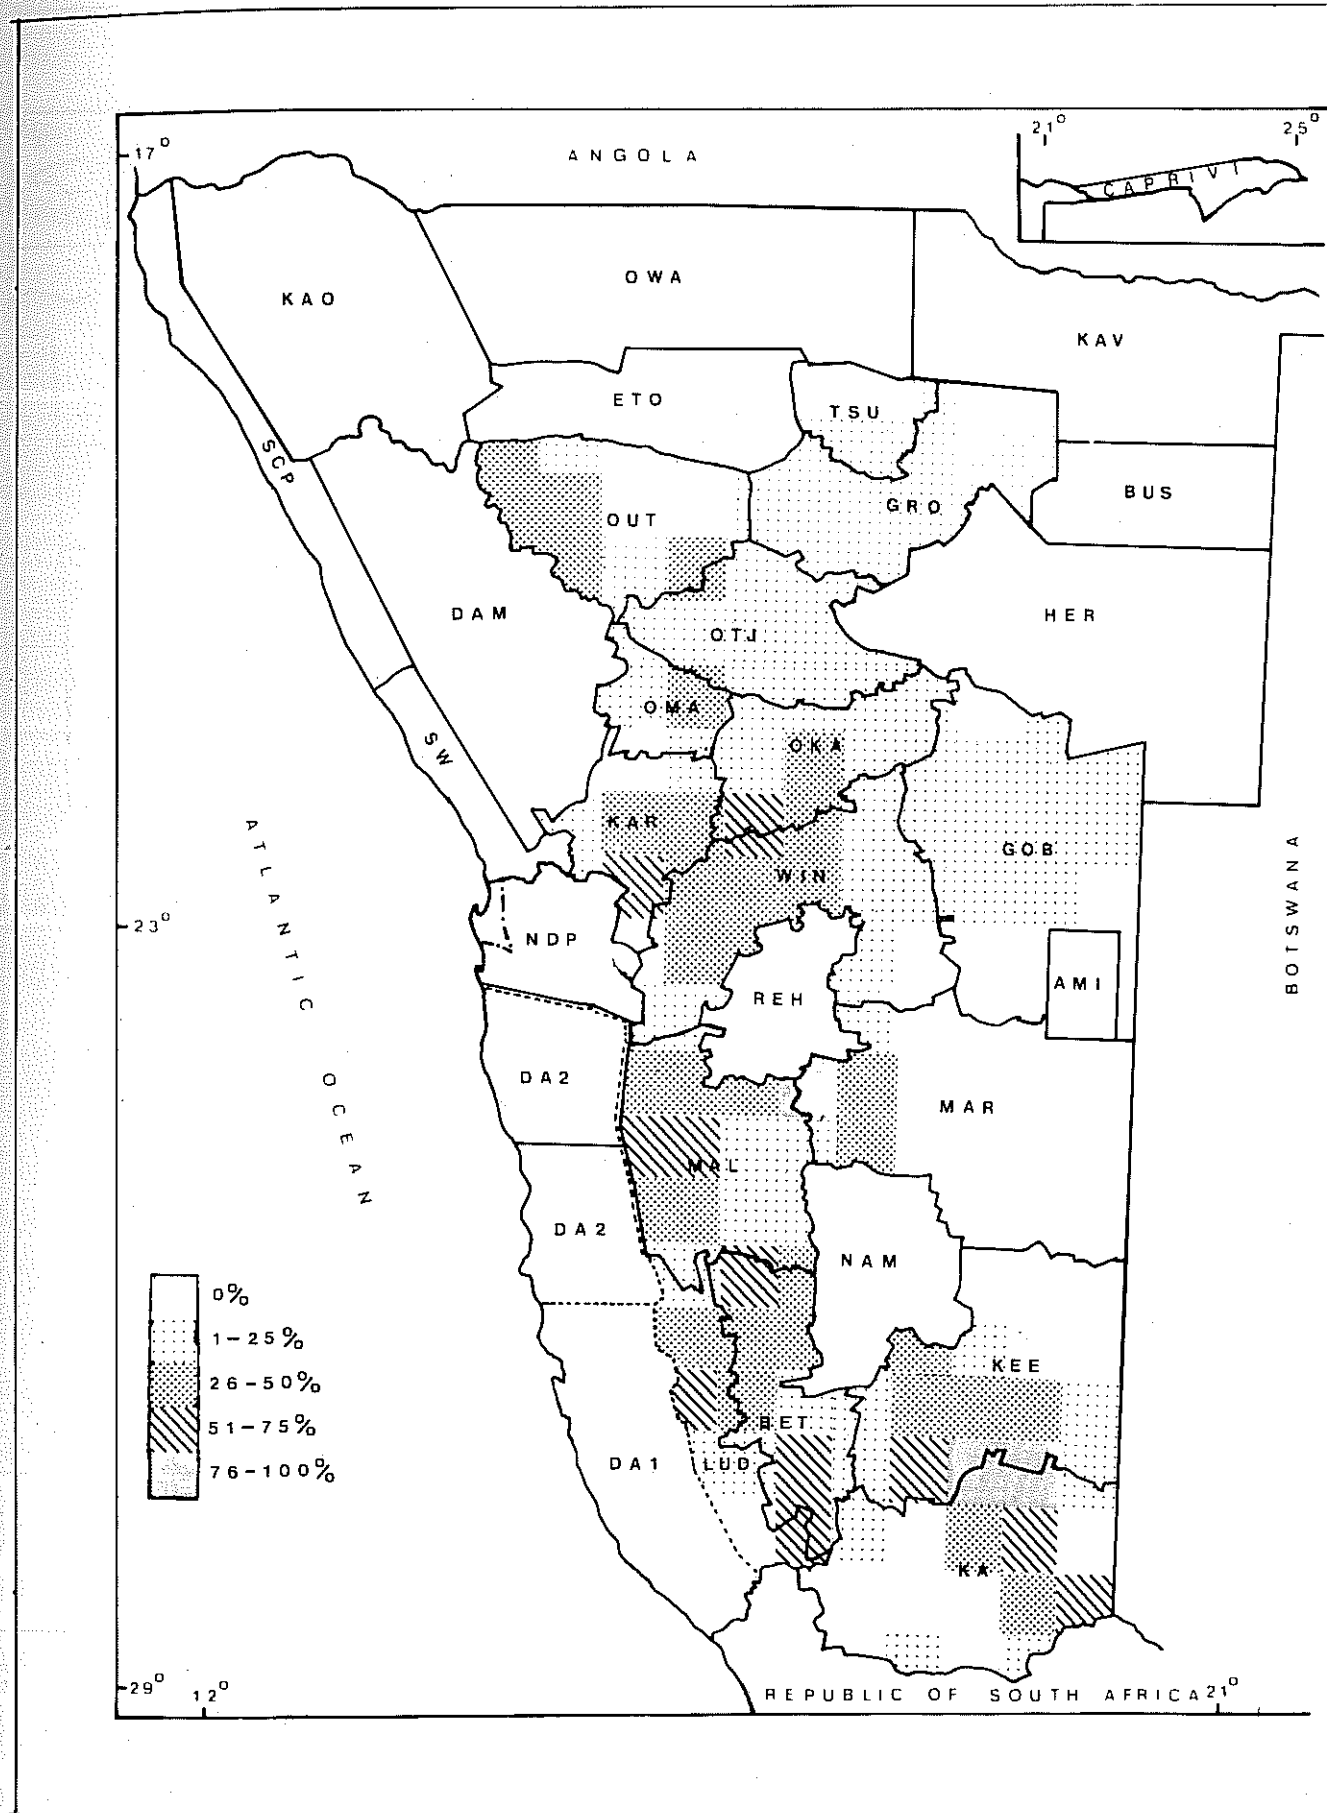 21°
25°
17°
ANGOLA
CAPRIVI
OWA
KAO
KAV
ETO
TSU
SCP
BUS
GRO
OUT
DAM
HER
OTJ
OMA
SW
OKA
KAR
GOB
ATLANTIC OCEAN
BOTSWANA
WIN
23°
NDP
AMI
REH
DA2
MAR
MAL
DA2
NAM
0%
1-25%
KEE
26-50%
51-75%
BET
DA1
LUD
76-100%
KA
29°
12°
REPUBLIC OF SOUTH AFRICA
21°